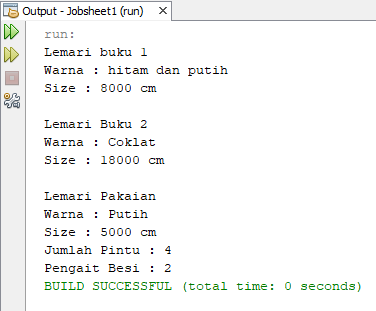 Output - Jobsheet1 (run)
run:
Lemari buku 1
Warna : hitam dan putih
Size : 8000 cm
Lemari Buku 2
Warna : Coklat
Size : 18000 cm
Lemari Pakaian
Warna : Putih
Size : 5000 cm
Jumlah Pintu : 4
Pengait Besi : 2
BUILD SUCCESSFUL (total time: 0 seconds)